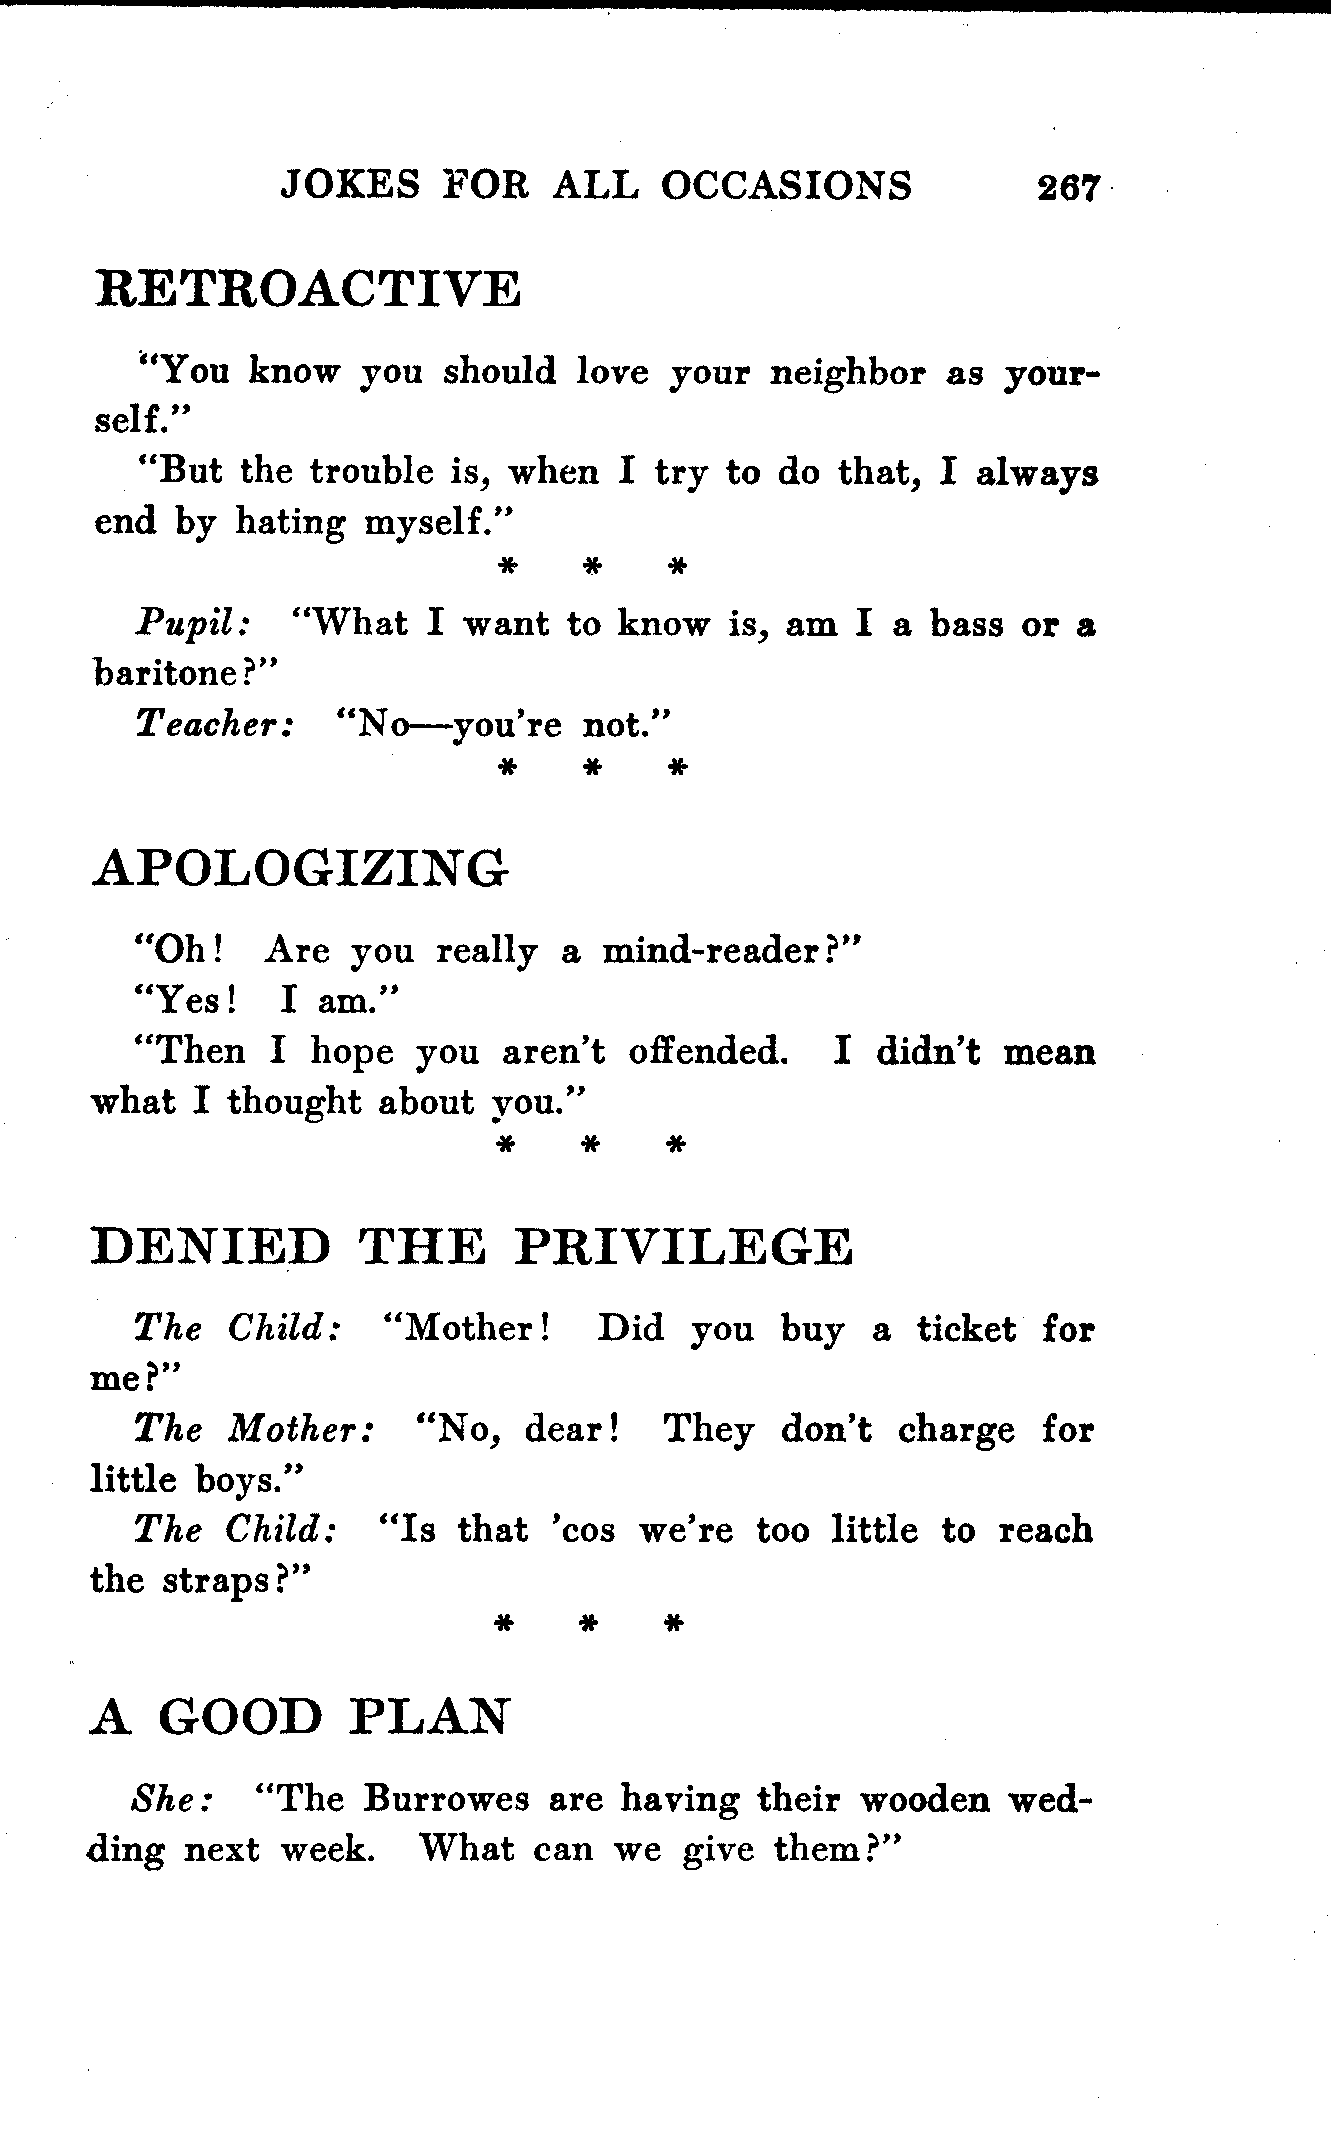 JOKES FOR ALL OCCASIONS 267
RETROACTIVE
"You know you should love your neighbor as your-
self."
"But the trouble is, when I try to do that, I always
end by hating myself."
* * *
Pupil: "What I want to know is, am I a bass or a
baritone?"
Teacher: "No—you're not."
* * *
APOLOGIZING
"Oh! Are you really a mind-reader?"
"Yes! I am."
"Then I hope you aren't offended. I didn't mean
what I thought about you."
* * *
DENIED THE PRIVILEGE
The Child: "Mother! Did you buy a ticket for
me?"
The Mother: "No, dear! They don't charge for
little boys."
The Child: "Is that 'cos we're too little to reach
the straps?"
* * *
A GOOD PLAN
She: "The Burrowes are having their wooden wed-
ding next week. What can we give them?"